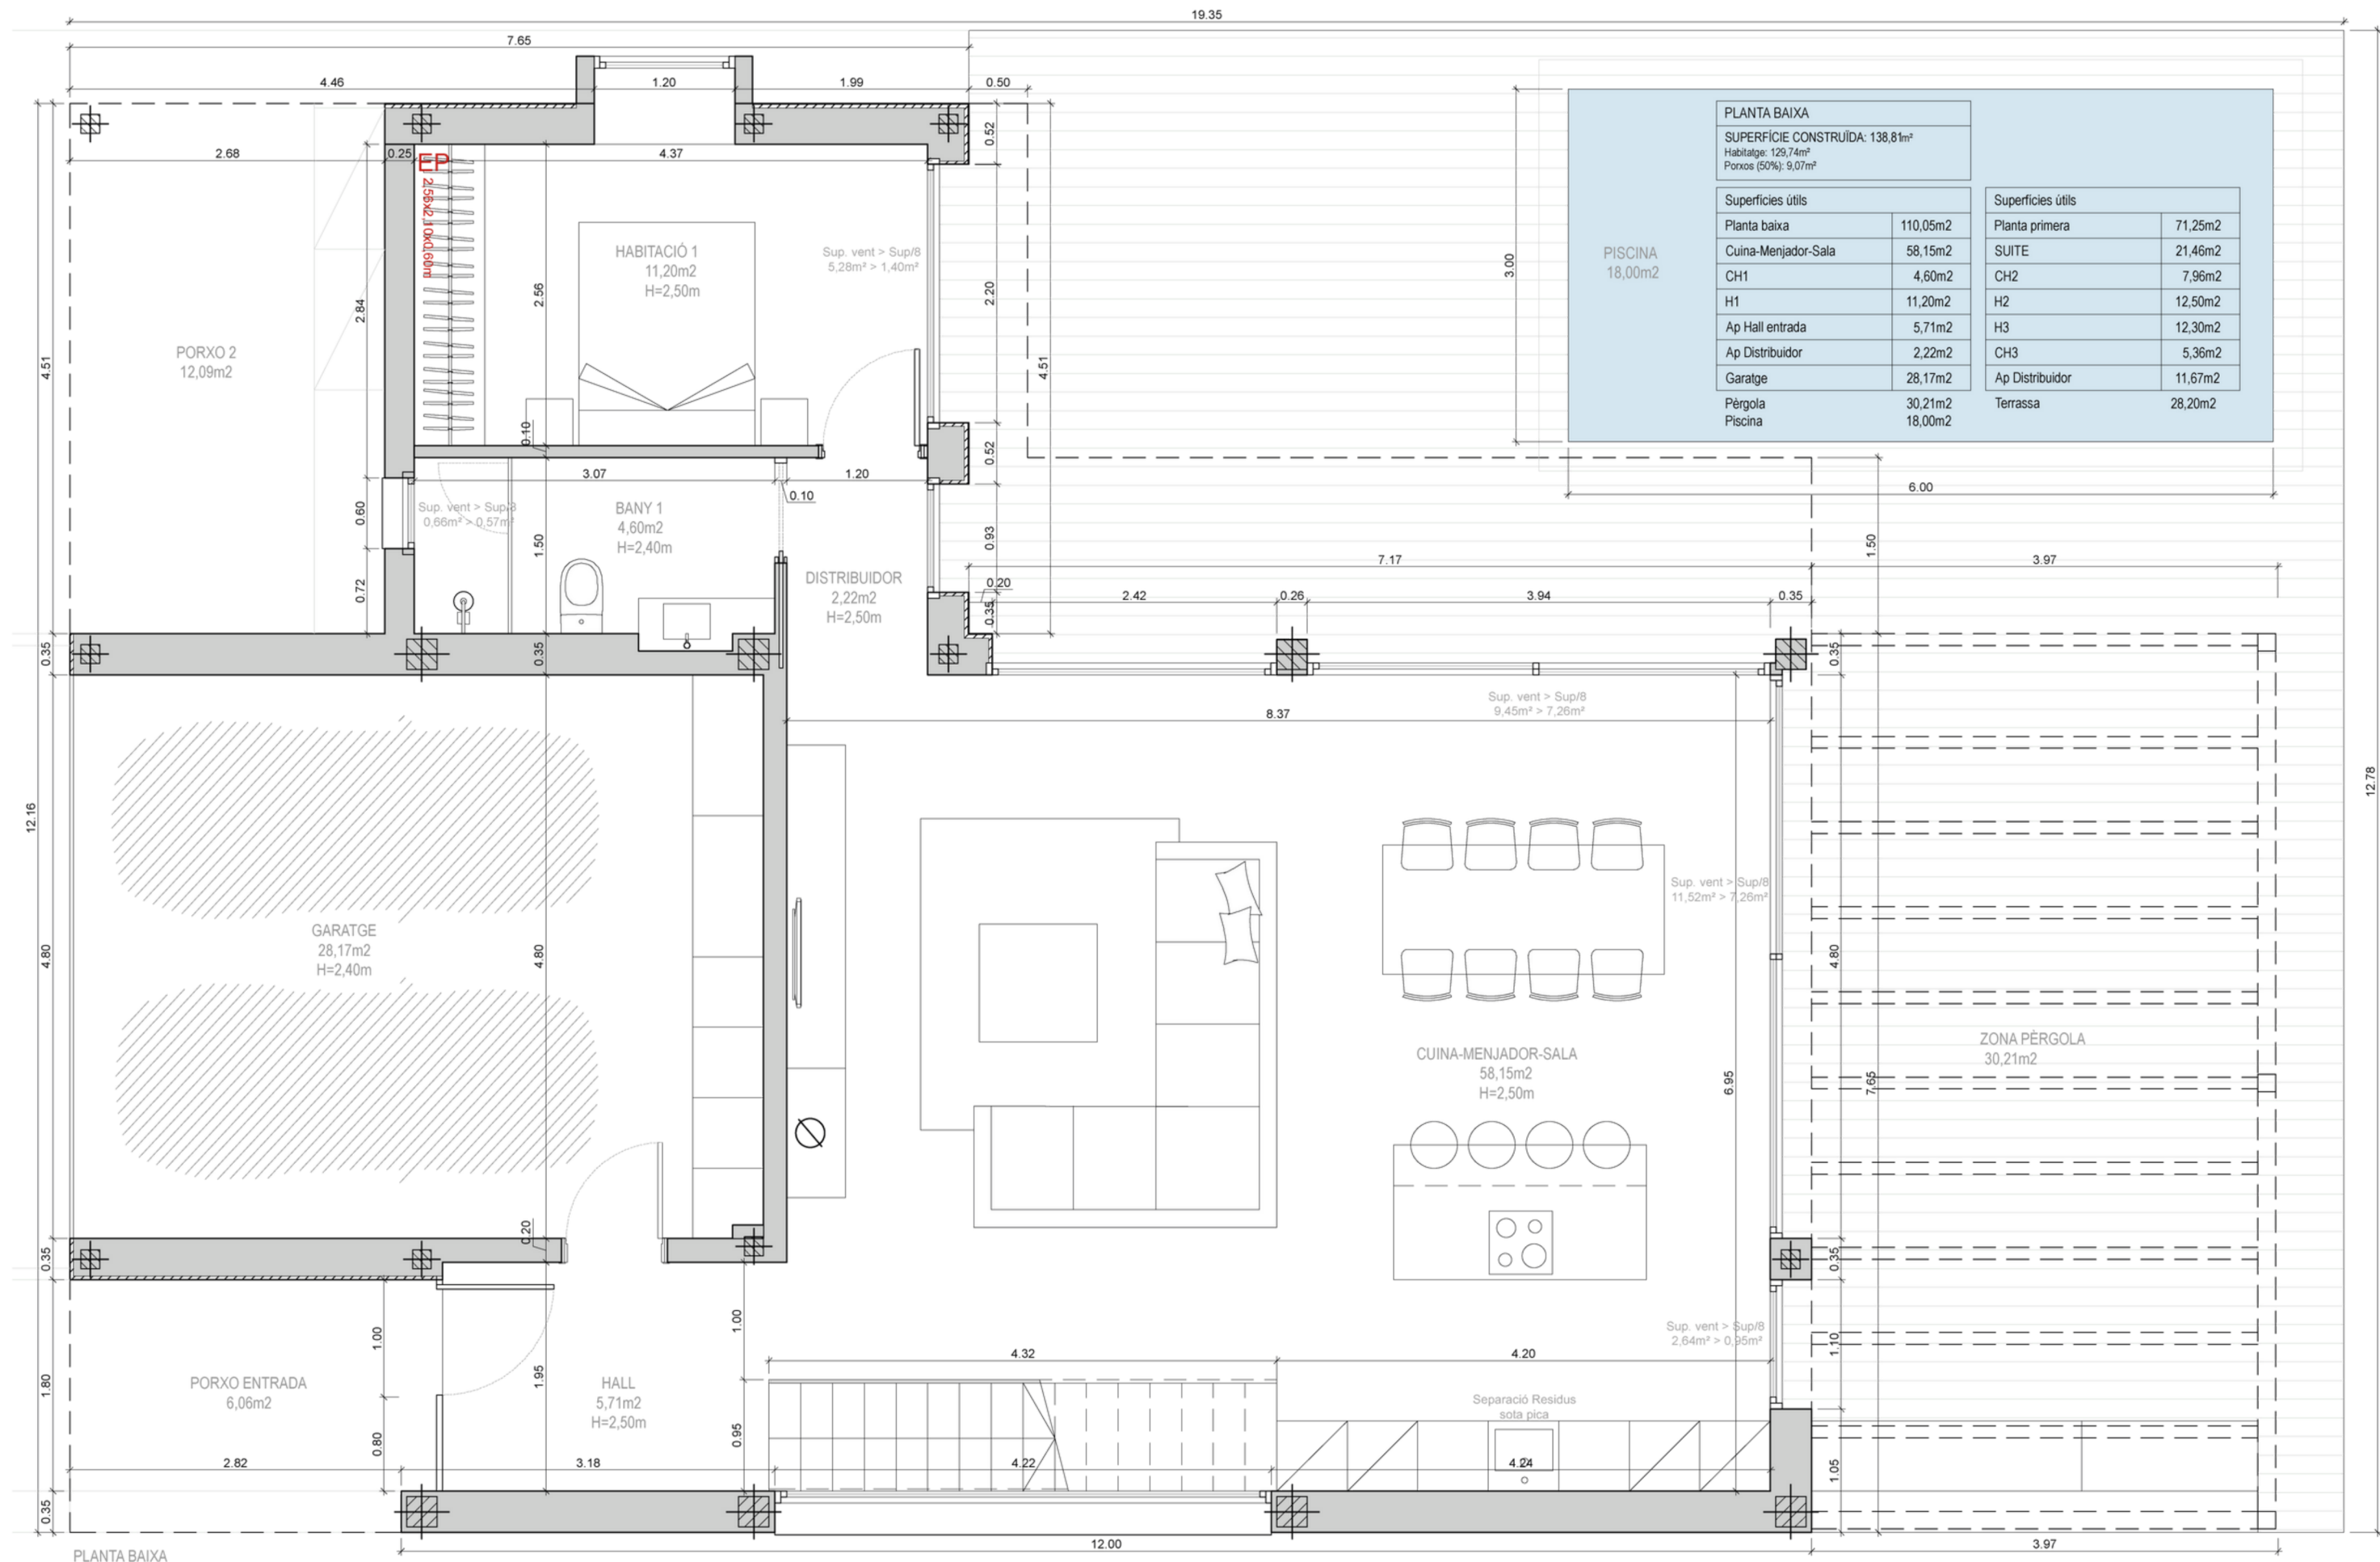 19.35
7.65
4.46
1.20
1.99
0.50
2.68
0.25
4.37
0.52
EP
2,56x2,10x0,60m
HABITACIÓ 1
11,20m2
H=2,50m
Sup. vent > Sup/8
5,28m² > 1,40m²
2.84
2.56
2.20
4.51
4.51
PORXO 2
12,09m2
0.10
0.52
3.07
0.10
1.20
Sup. vent > Sup/8
0,66m² > 0,57m²
BANY 1
4,60m2
H=2,40m
0.60
1.50
0.93
0.72
DISTRIBUIDOR
2,22m2
H=2,50m
0.20
0.35
PLANTA BAIXA
SUPERFÍCIE CONSTRUÏDA: 138,81m²
Habitatge: 129,74m²
Porxos (50%): 9,07m²
Superfícies útils
Planta baixa 110,05m2
Cuina-Menjador-Sala 58,15m2
CH1 4,60m2
H1 11,20m2
Ap Hall entrada 5,71m2
Ap Distribuidor 2,22m2
Garatge 28,17m2
Pèrgola 30,21m2
Piscina 18,00m2
Superfícies útils
Planta primera 71,25m2
SUITE 21,46m2
CH2 7,96m2
H2 12,50m2
H3 12,30m2
CH3 5,36m2
Ap Distribuidor 11,67m2
Terrassa 28,20m2
PISCINA
18,00m2
3.00
6.00
7.17
1.50
3.97
2.42
0.26
3.94
0.35
0.35
0.35
0.35
Sup. vent > Sup/8
9,45m² > 7,26m²
8.37
12.16
12.78
4.80
GARATGE
28,17m2
H=2,40m
4.80
Sup. vent > Sup/8
11,52m² > 7,26m²
4.80
CUINA-MENJADOR-SALA
58,15m2
H=2,50m
6.95
7.65
ZONA PÈRGOLA
30,21m2
0.20
0.35
0.35
1.00
1.00
1.10
Sup. vent > Sup/8
2,64m² > 0,95m²
4.32
4.20
1.80
PORXO ENTRADA
6,06m2
1.95
HALL
5,71m2
H=2,50m
0.80
0.95
Separació Residus
sota pica
2.82
3.18
4.22
4.24
1.05
0.35
12.00
3.97
PLANTA BAIXA